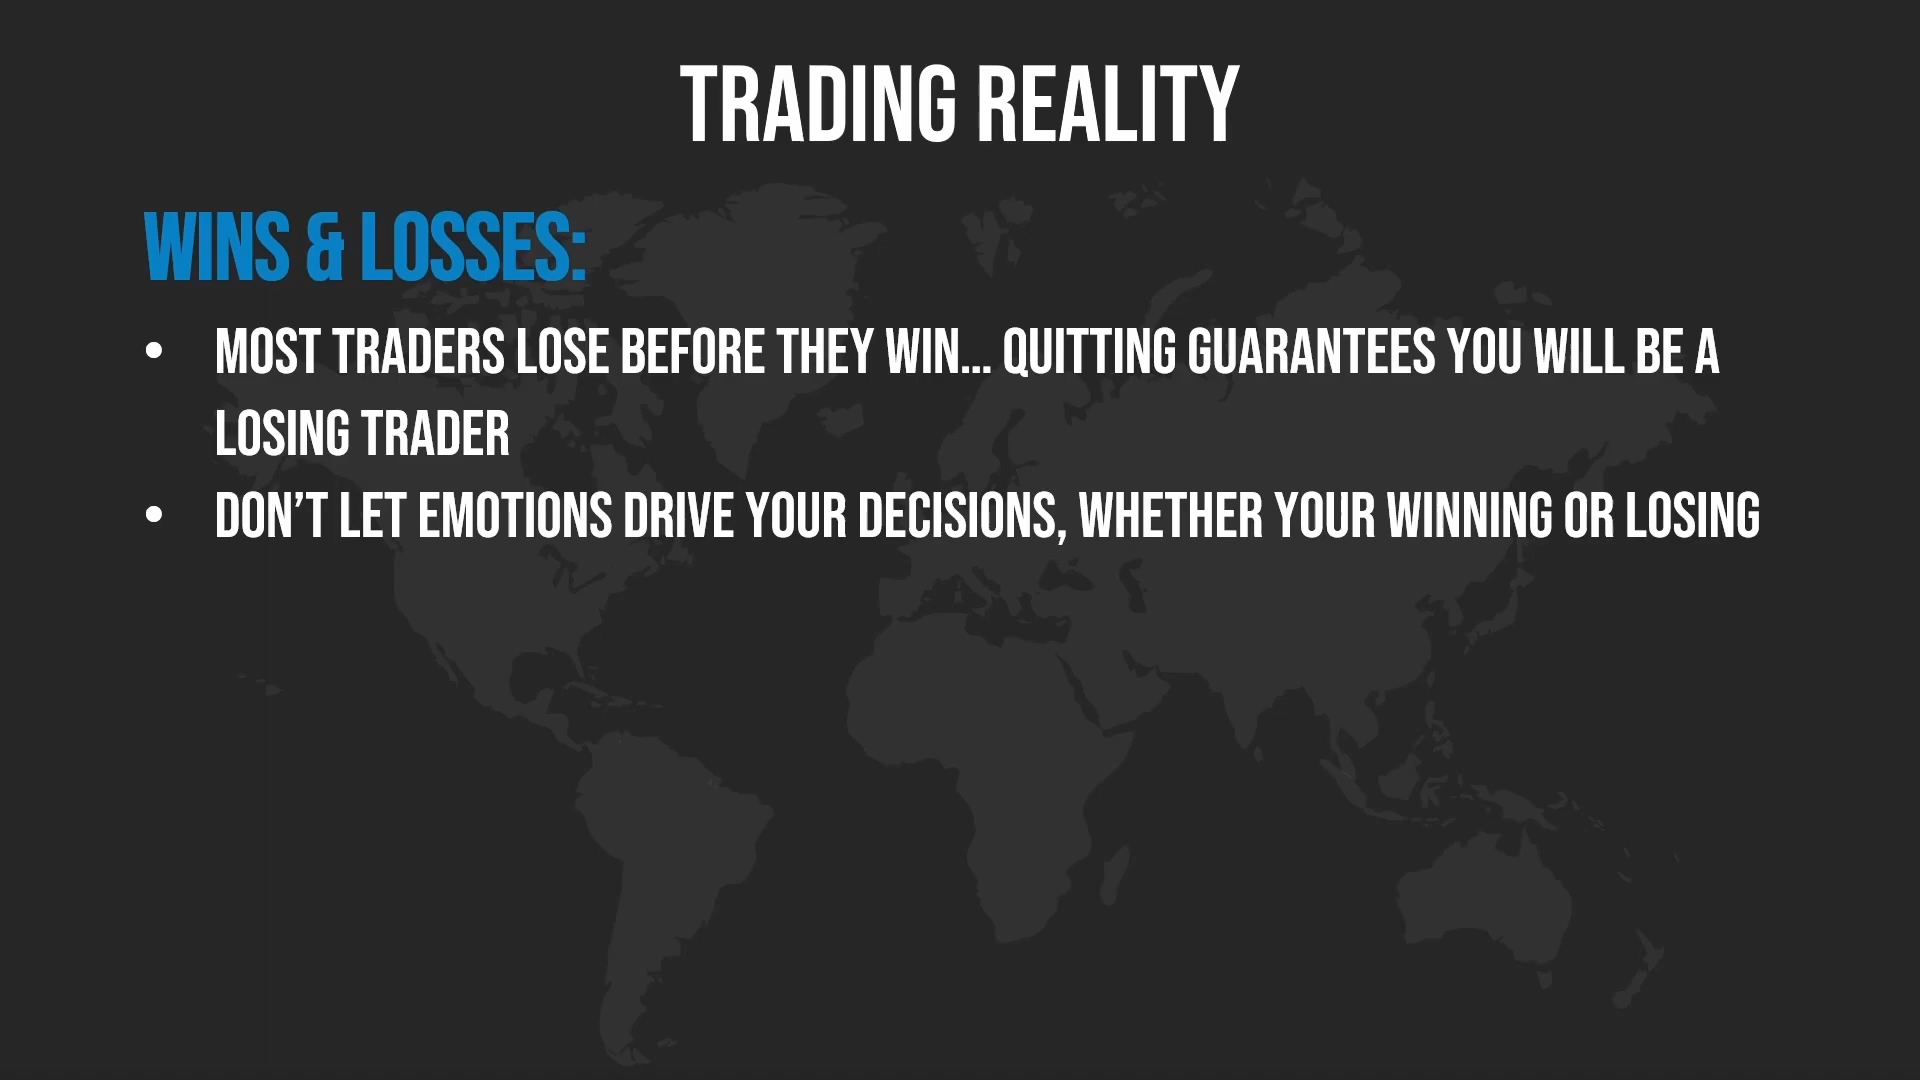 TRADING REALITY
WINS & LOSSES:
• MOST TRADERS LOSE BEFORE THEY WIN... QUITTING GUARANTEES YOU WILL BE A
LOSING TRADER
• DON’T LET EMOTIONS DRIVE YOUR DECISIONS, WHETHER YOUR WINNING OR LOSING